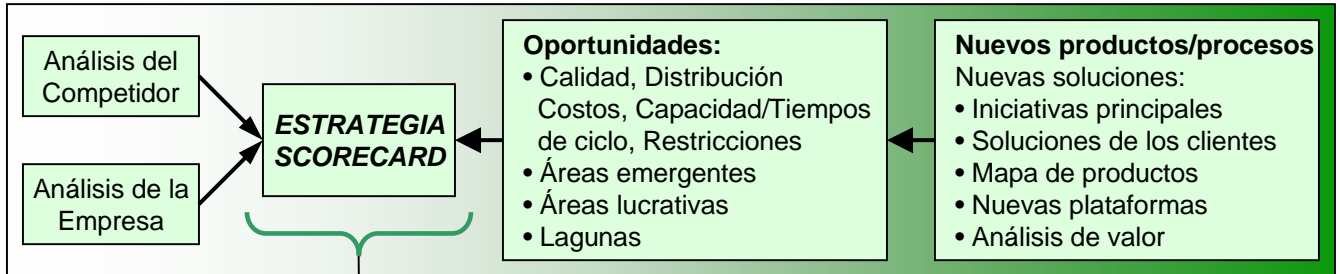 Análisis del
Competidor
Análisis de la
Empresa
ESTRATEGIA
SCORECARD
Oportunidades:
• Calidad, Distribución
Costos, Capacidad/Tiempos
de ciclo, Restricciones
• Áreas emergentes
• Áreas lucrativas
• Lagunas
Nuevos productos/procesos
Nuevas soluciones:
• Iniciativas principales
• Soluciones de los clientes
• Mapa de productos
• Nuevas plataformas
• Análisis de valor